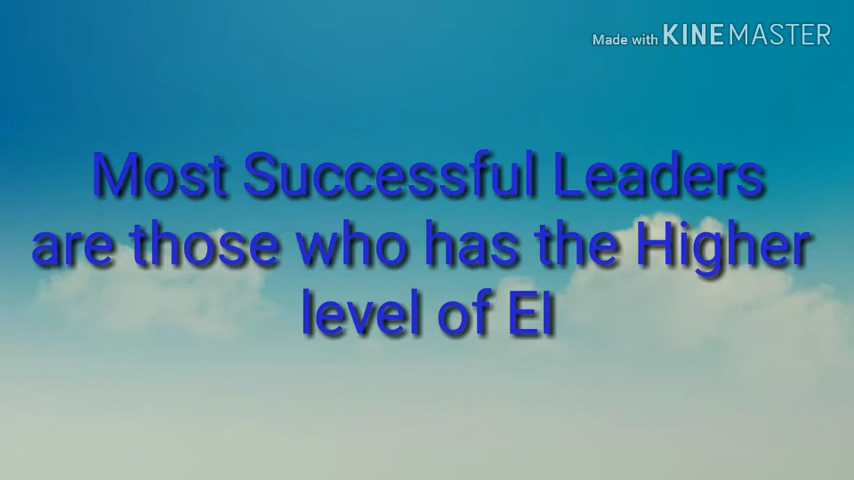 Made with KINEMASTER
Most Successful Leaders
are those who has the Higher
level of EI